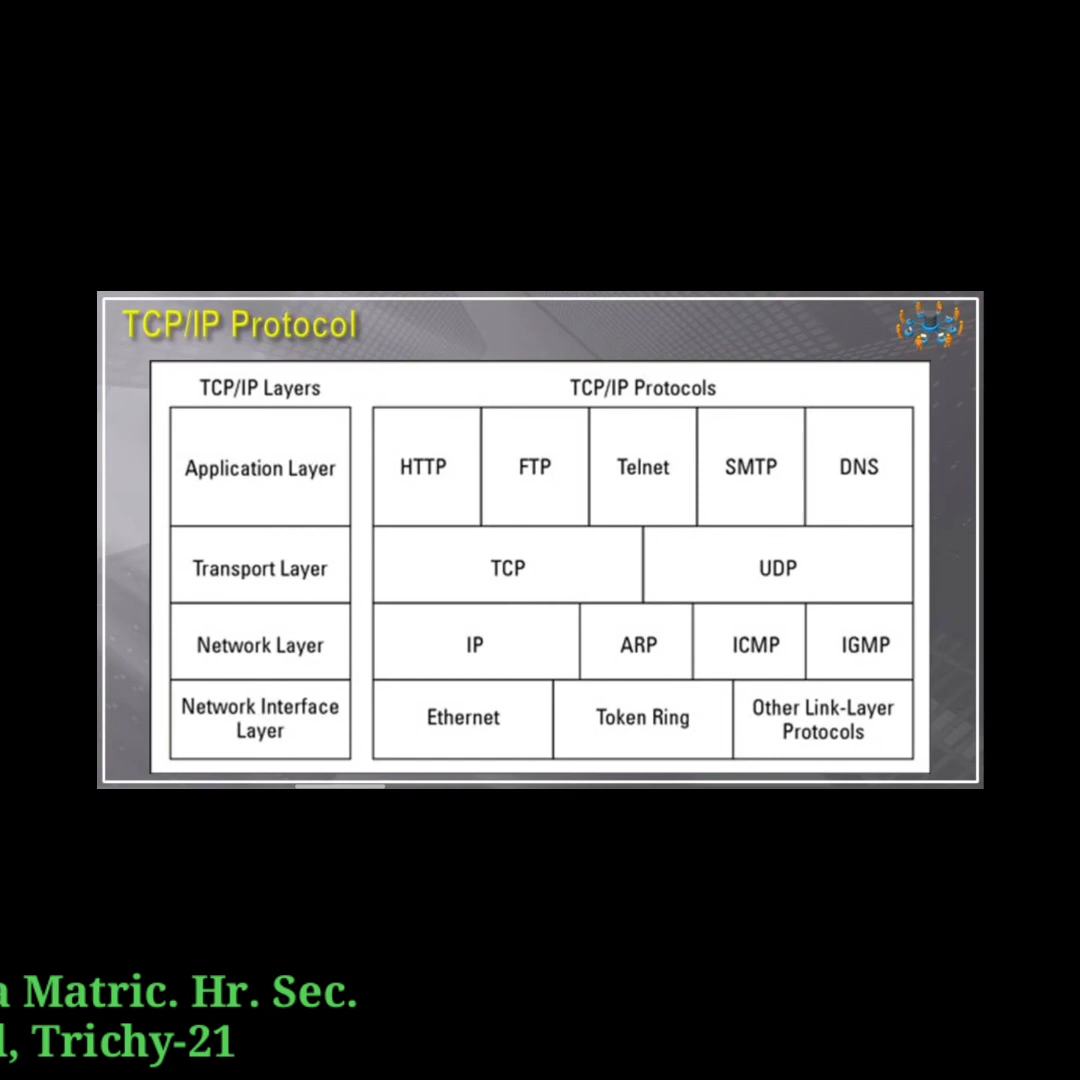 TCP/IP Protocol
TCP/IP Layers
TCP/IP Protocols
Application Layer
HTTP
FTP
Telnet
SMTP
DNS
Transport Layer
TCP
UDP
Network Layer
IP
ARP
ICMP
IGMP
Network Interface
Layer
Ethernet
Token Ring
Other Link-Layer
Protocols
Matric. Hr. Sec.
Trichy-21